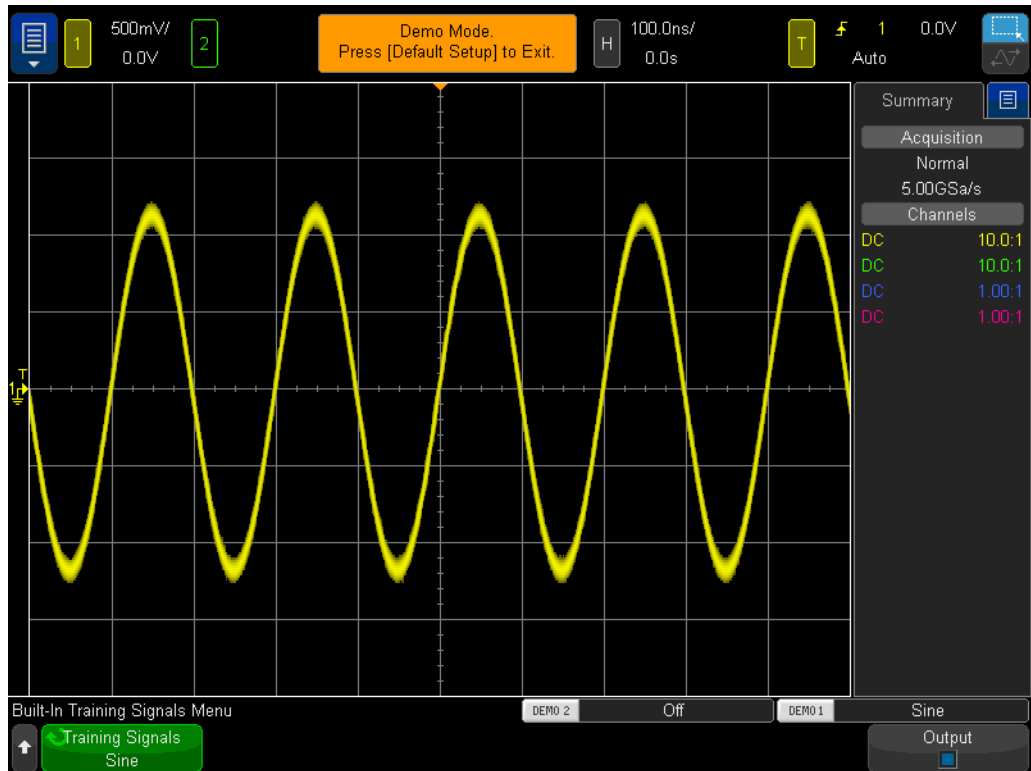 1
500mV/
0.0V
2
Demo Mode.
Press [Default Setup] to Exit.
H
100.0ns/
0.0s
T
1
0.0V
Auto
Summary
Acquisition
Normal
5.00GSa/s
Channels
DC 10.0:1
DC 10.0:1
DC 1.00:1
DC 1.00:1
T
1
Built-In Training Signals Menu
DEMO 2
Off
DEMO 1
Sine
Training Signals
Sine
Output